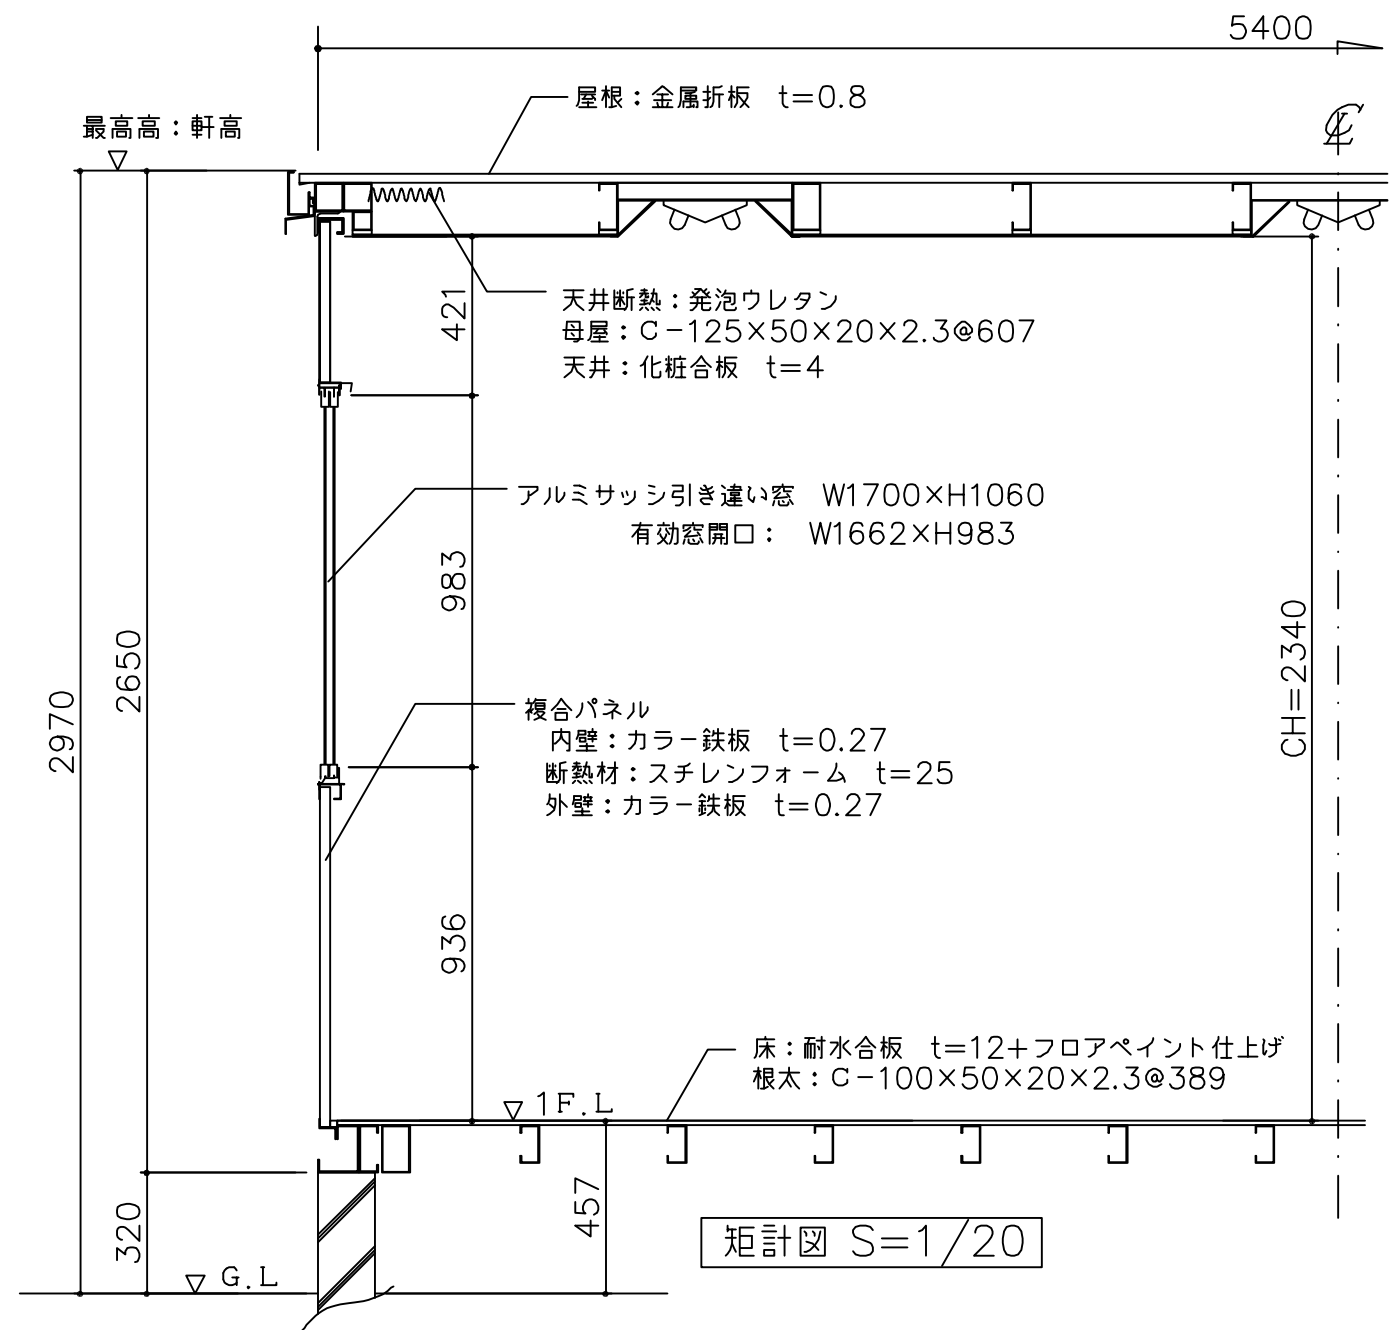 5400
屋根：金属折板　t=0.8
最高高：軒高
℄
天井断熱：発泡ウレタン
母屋：C-125×50×20×2.3@607
天井：化粧合板　t=4
421
アルミサッシ引き違い窓　W1700×H1060
有効窓開口：　W1662×H983
983
2650
2970
CH=2340
複合パネル
内壁：カラー鉄板　t=0.27
断熱材：スチレンフォーム　t=25
外壁：カラー鉄板　t=0.27
936
床：耐水合板　t=12+フロアペイント仕上げ
根太：C-100×50×20×2.3@389
1F.L
320
457
矩計図 S=1/20
G.L